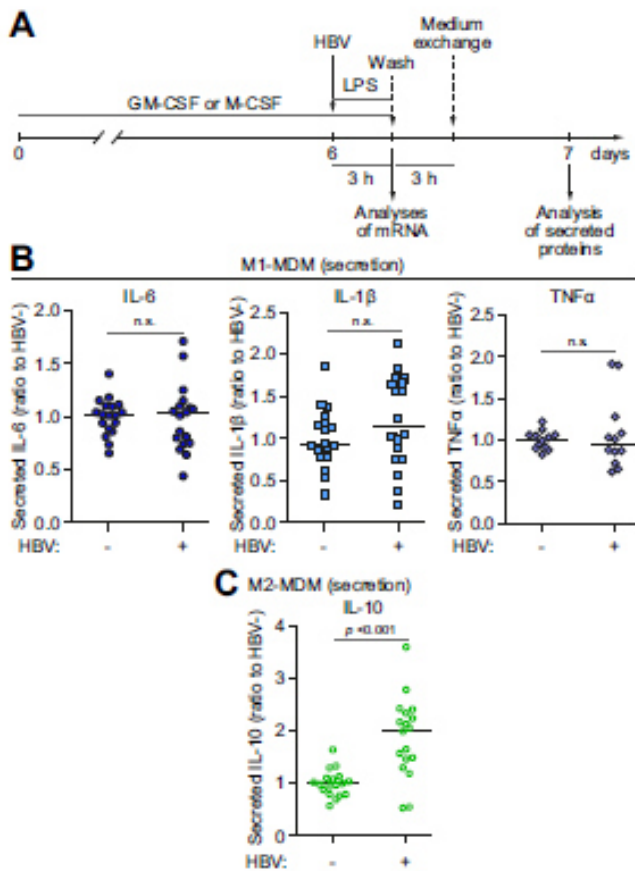 A
HBV
Medium
exchange
Wash
LPS
GM-CSF or M-CSF
0
6
7
days
3 h
3 h
Analyses
of mRNA
Analysis
of secreted
proteins
B
M1-MDM (secretion)
IL-6
n.s.
Secreted IL-6 (ratio to HBV-)
2.0
1.5
1.0
0.5
0.0
HBV: - +
IL-1β
n.s.
Secreted IL-1β (ratio to HBV-)
2.5
2.0
1.5
1.0
0.5
0.0
HBV: - +
TNFα
n.s.
Secreted TNFα (ratio to HBV-)
2.5
2.0
1.5
1.0
0.5
0.0
HBV: - +
C M2-MDM (secretion)
IL-10
p <0.001
Secreted IL-10 (ratio to HBV-)
4
3
2
1
0
HBV: - +